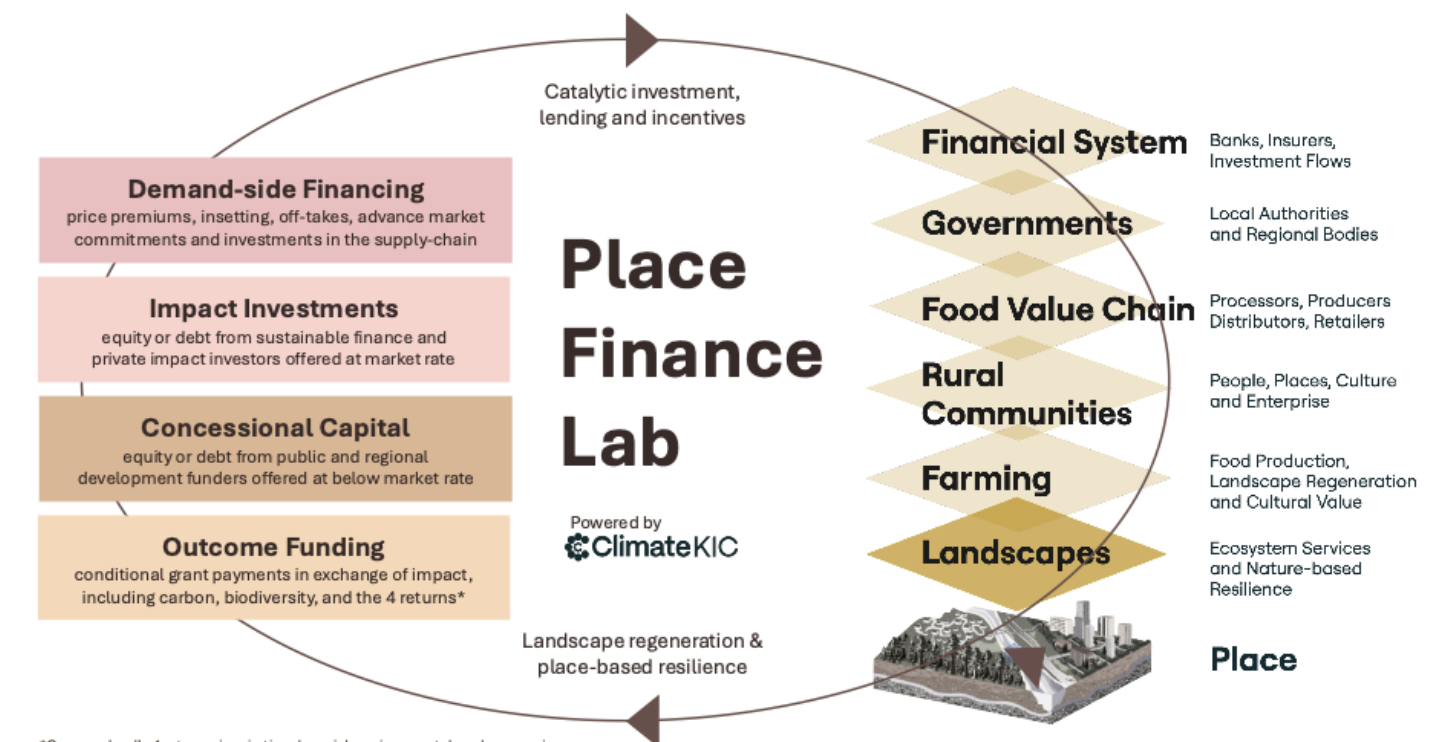 Catalytic investment,
lending and incentives
Demand-side Financing
price premiums, insetting, off-takes, advance market
commitments and investments in the supply-chain
Impact Investments
equity or debt from sustainable finance and
private impact investors offered at market rate
Concessional Capital
equity or debt from public and regional
development funders offered at below market rate
Outcome Funding
conditional grant payments in exchange of impact,
including carbon, biodiversity, and the 4 returns*
Place
Finance
Lab
Powered by
Climate KIC
Landscape regeneration &
place-based resilience
Financial System
Banks, Insurers,
Investment Flows
Governments
Local Authorities
and Regional Bodies
Food Value Chain
Processors, Producers
Distributors, Retailers
Rural
Communities
People, Places, Culture
and Enterprise
Farming
Food Production,
Landscape Regeneration
and Cultural Value
Landscapes
Ecosystem Services
and Nature-based
Resilience
Place